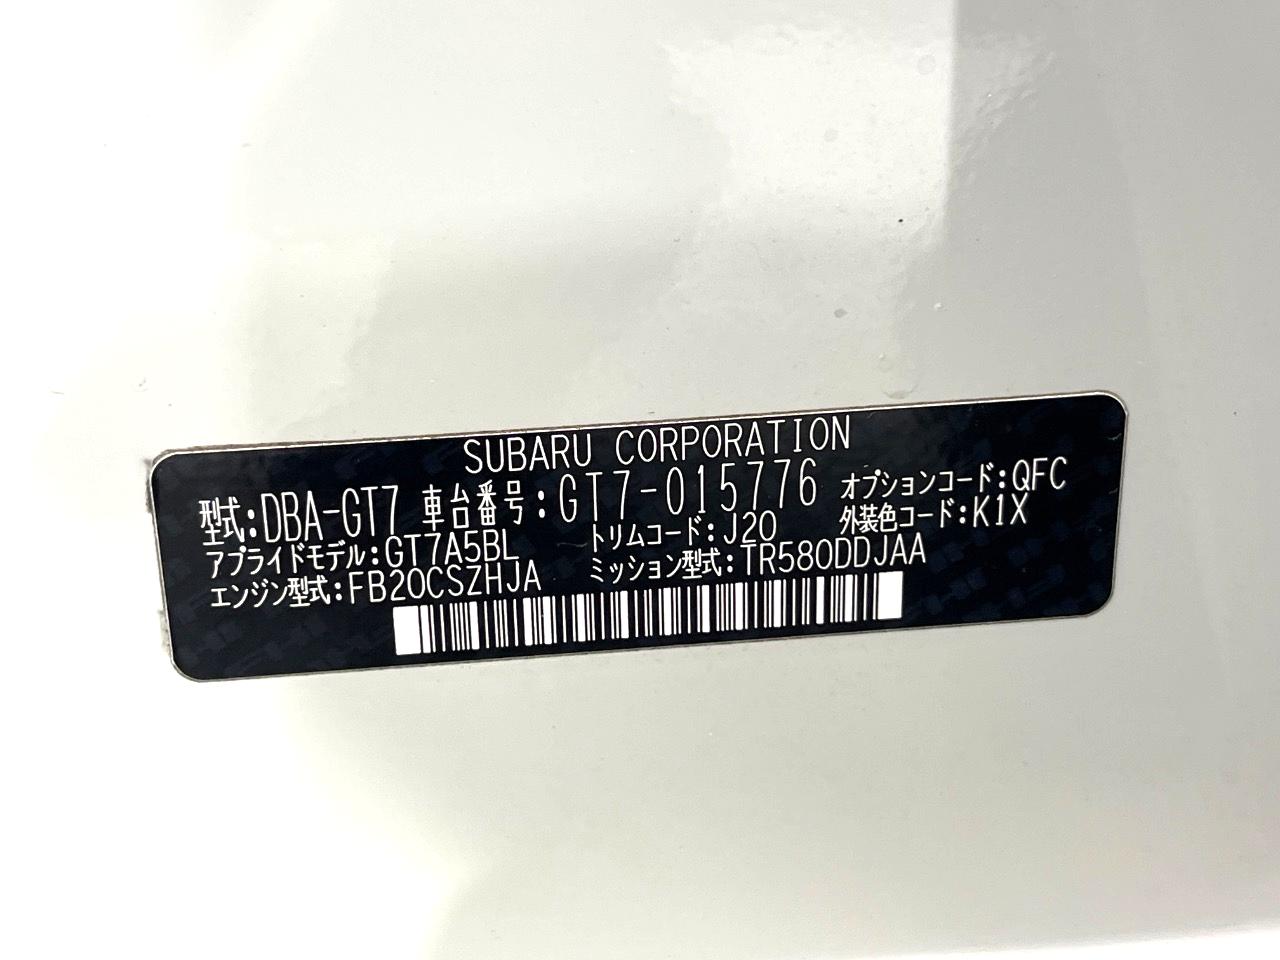 SUBARU CORPORATION
型式:DBA-GT7 車台番号:GT7-015776 オプションコード:QFC
アプライドモデル:GT7A5BL トリムコード:J20 外装色コード:K1X
エンジン型式:FB20CSZHJA ミッション型式:TR580DDJAA